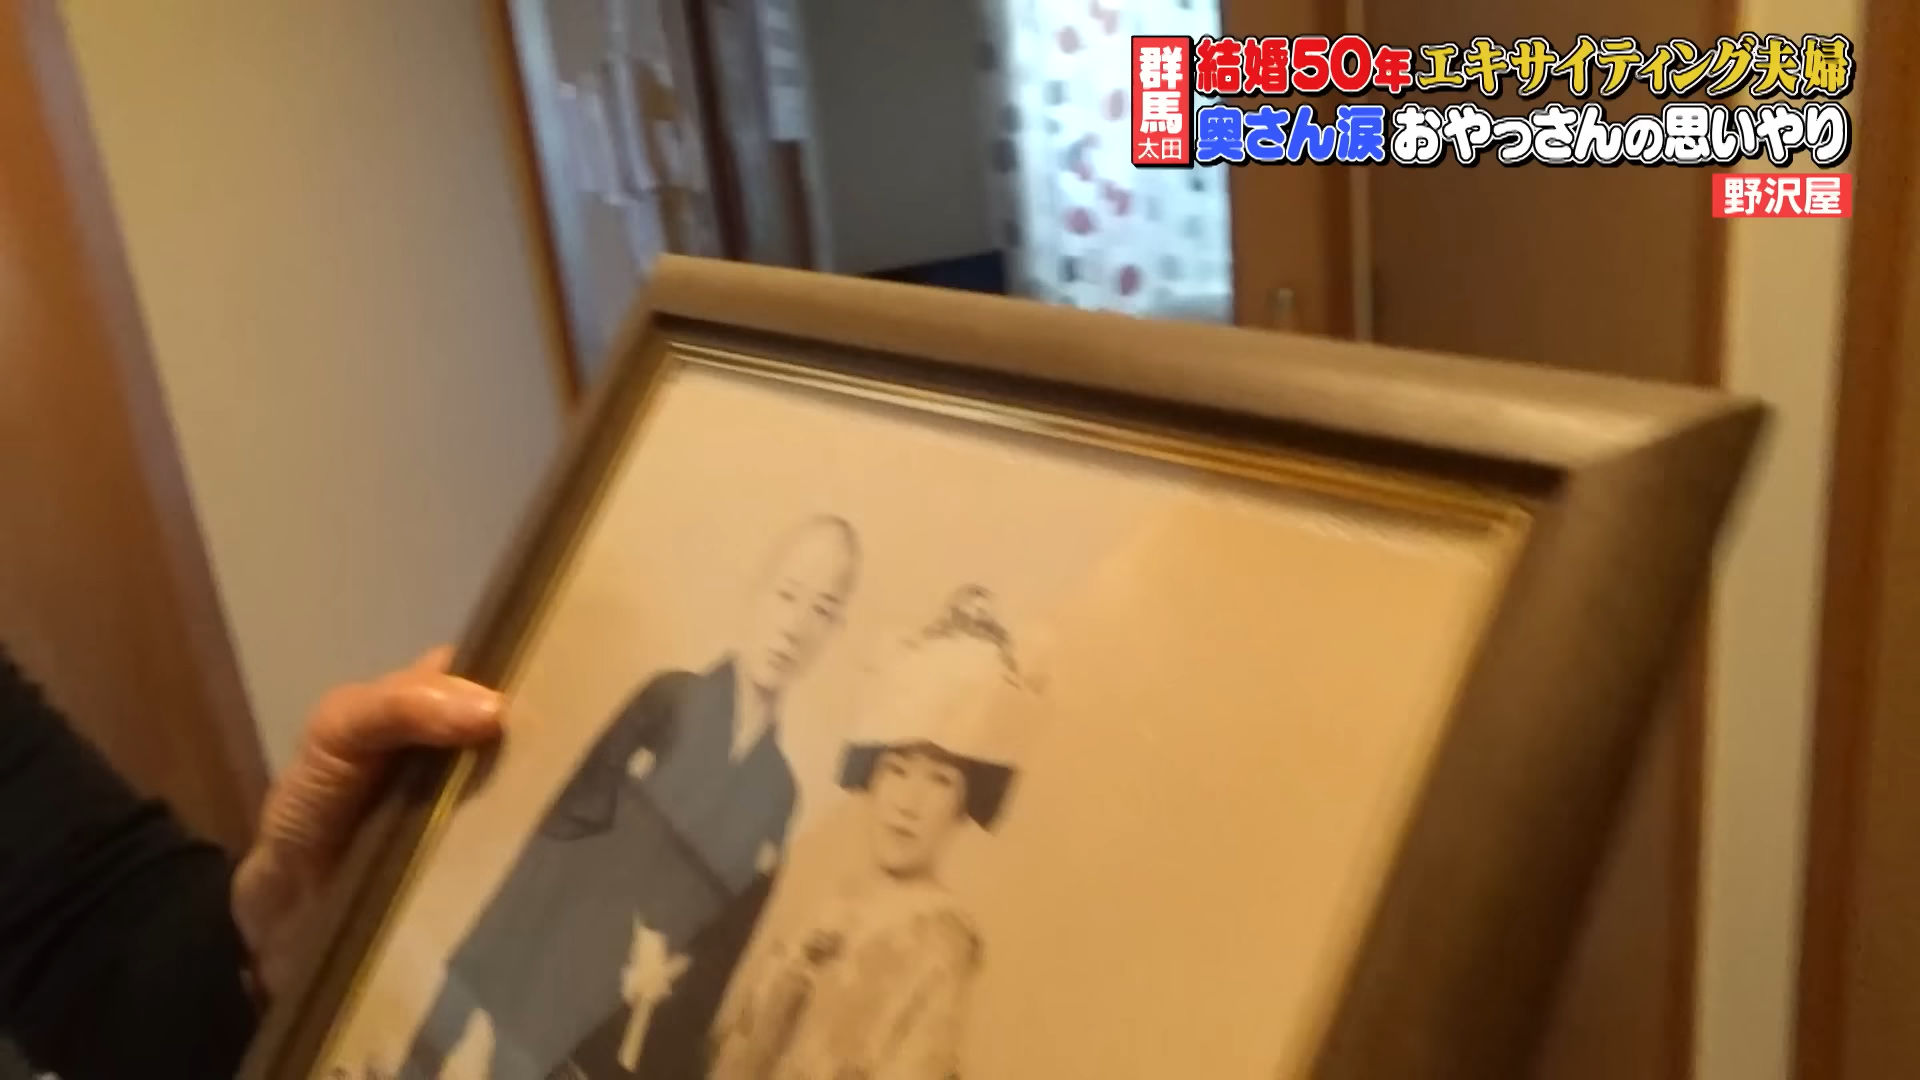 群馬
太田
結婚50年エキサイティング夫婦
奥さん涙 おやっさんの思いやり
野沢屋